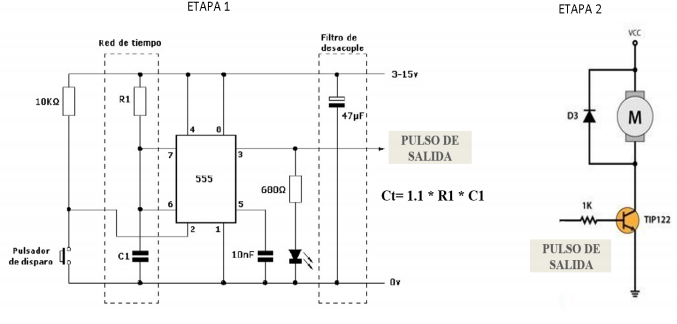 ETAPA 1
ETAPA 2
Red de tiempo
Filtro de
desacople
VCC
3-15v
10KΩ
R1
47µF
4
8
D3
M
7
3
PULSO DE
SALIDA
555
680Ω
Ct= 1.1 * R1 * C1
6
5
1K
TIP122
2
1
Pulsador
de disparo
C1
10nF
PULSO DE
SALIDA
0v